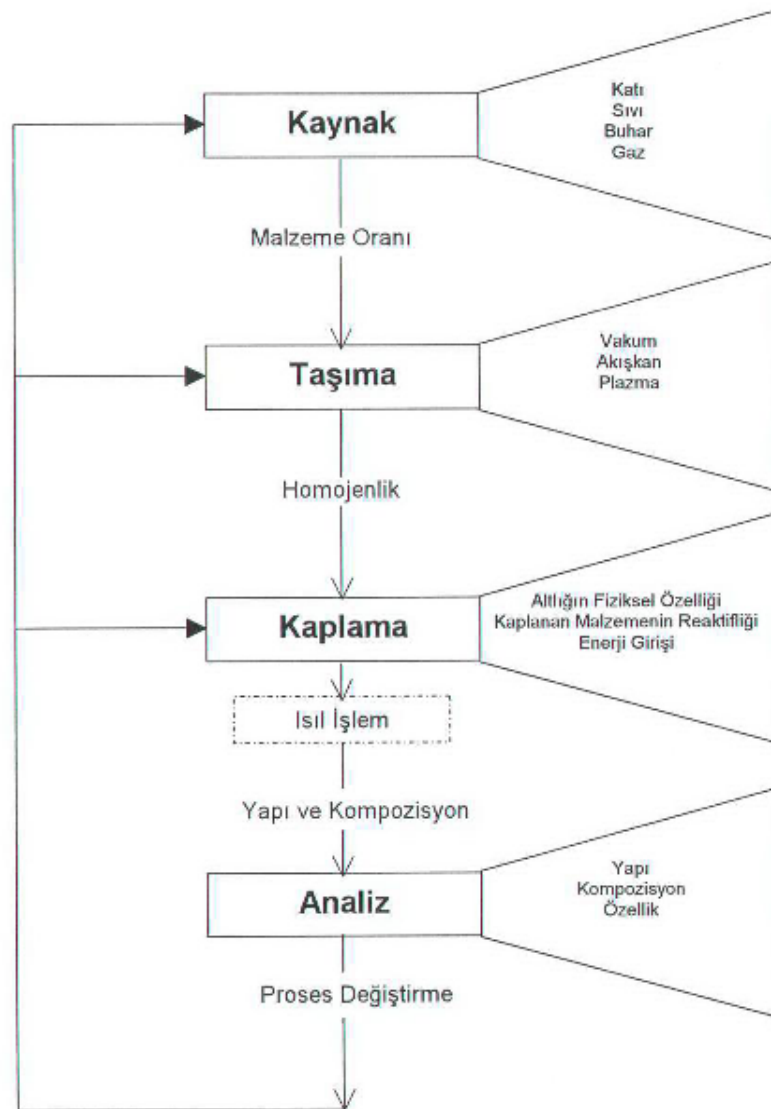 Kaynak
Katı
Sıvı
Buhar
Gaz
Malzeme Oranı
Taşıma
Vakum
Akışkan
Plazma
Homojenlik
Kaplama
Altlığın Fiziksel Özelliği
Kaplanan Malzemenin Reaktifliği
Enerji Girişi
Isıl İşlem
Yapı ve Kompozisyon
Analiz
Yapı
Kompozisyon
Özellik
Proses Değiştirme